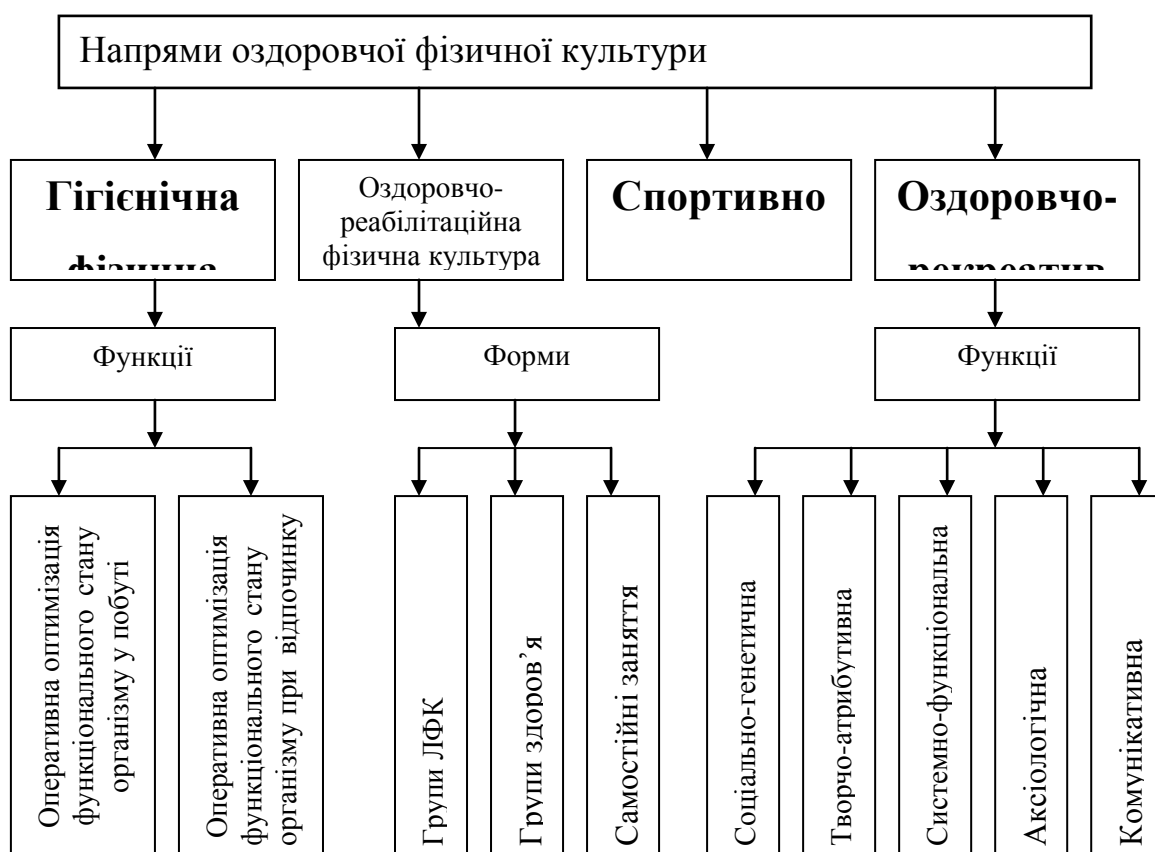 Напрями оздоровчої фізичної культури
Гігієнічна
Оздоровчо-
реабілітаційна
фізична культура
Спортивно
Оздоровчо-
Функції
Форми
Функції
Оперативна оптимізація
функціонального стану
організму у побуті
Оперативна оптимізація
функціонального стану
організму при відпочинку
Групи ЛФК
Групи здоров’я
Самостійні заняття
Соціально-генетична
Творчо-атрибутивна
Системно-функціональна
Аксіологічна
Комунікативна